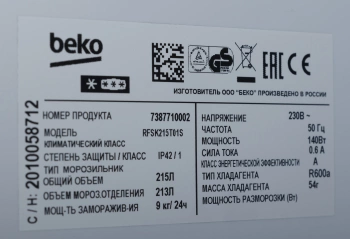 beko
ИЗГОТОВИТЕЛЬ ООО "БЕКО" ПРОИЗВЕДЕНО В РОССИИ
НОМЕР ПРОДУКТА 7387710002
МОДЕЛЬ RFSK215T01S
КЛИМАТИЧЕСКИЙ КЛАСС
СТЕПЕНЬ ЗАЩИТЫ / КЛАСС IP42 / 1
ТИП МОРОЗИЛЬНИК
ОБЩИЙ ОБЪЕМ 215Л
ОБЪЕМ МОРОЗ.ОТДЕЛЕНИЯ 213Л
МОЩ-ТЬ ЗАМОРАЖИВ-ИЯ 9 кг/ 24ч
НАПРЯЖЕНИЕ 230В ~
ЧАСТОТА 50 Гц
МОЩНОСТЬ 140Вт
СИЛА ТОКА 0.6 А
КЛАСС ЭНЕРГЕТИЧЕСКОЙ ЭФФЕКТИВНОСТИ A
ТИП ХЛАДАГЕНТА R600a
МАССА ХЛАДАГЕНТА 54г
МОЩНОСТЬ РАЗМОРОЗКИ (Вт)
С / Н: 2010058712